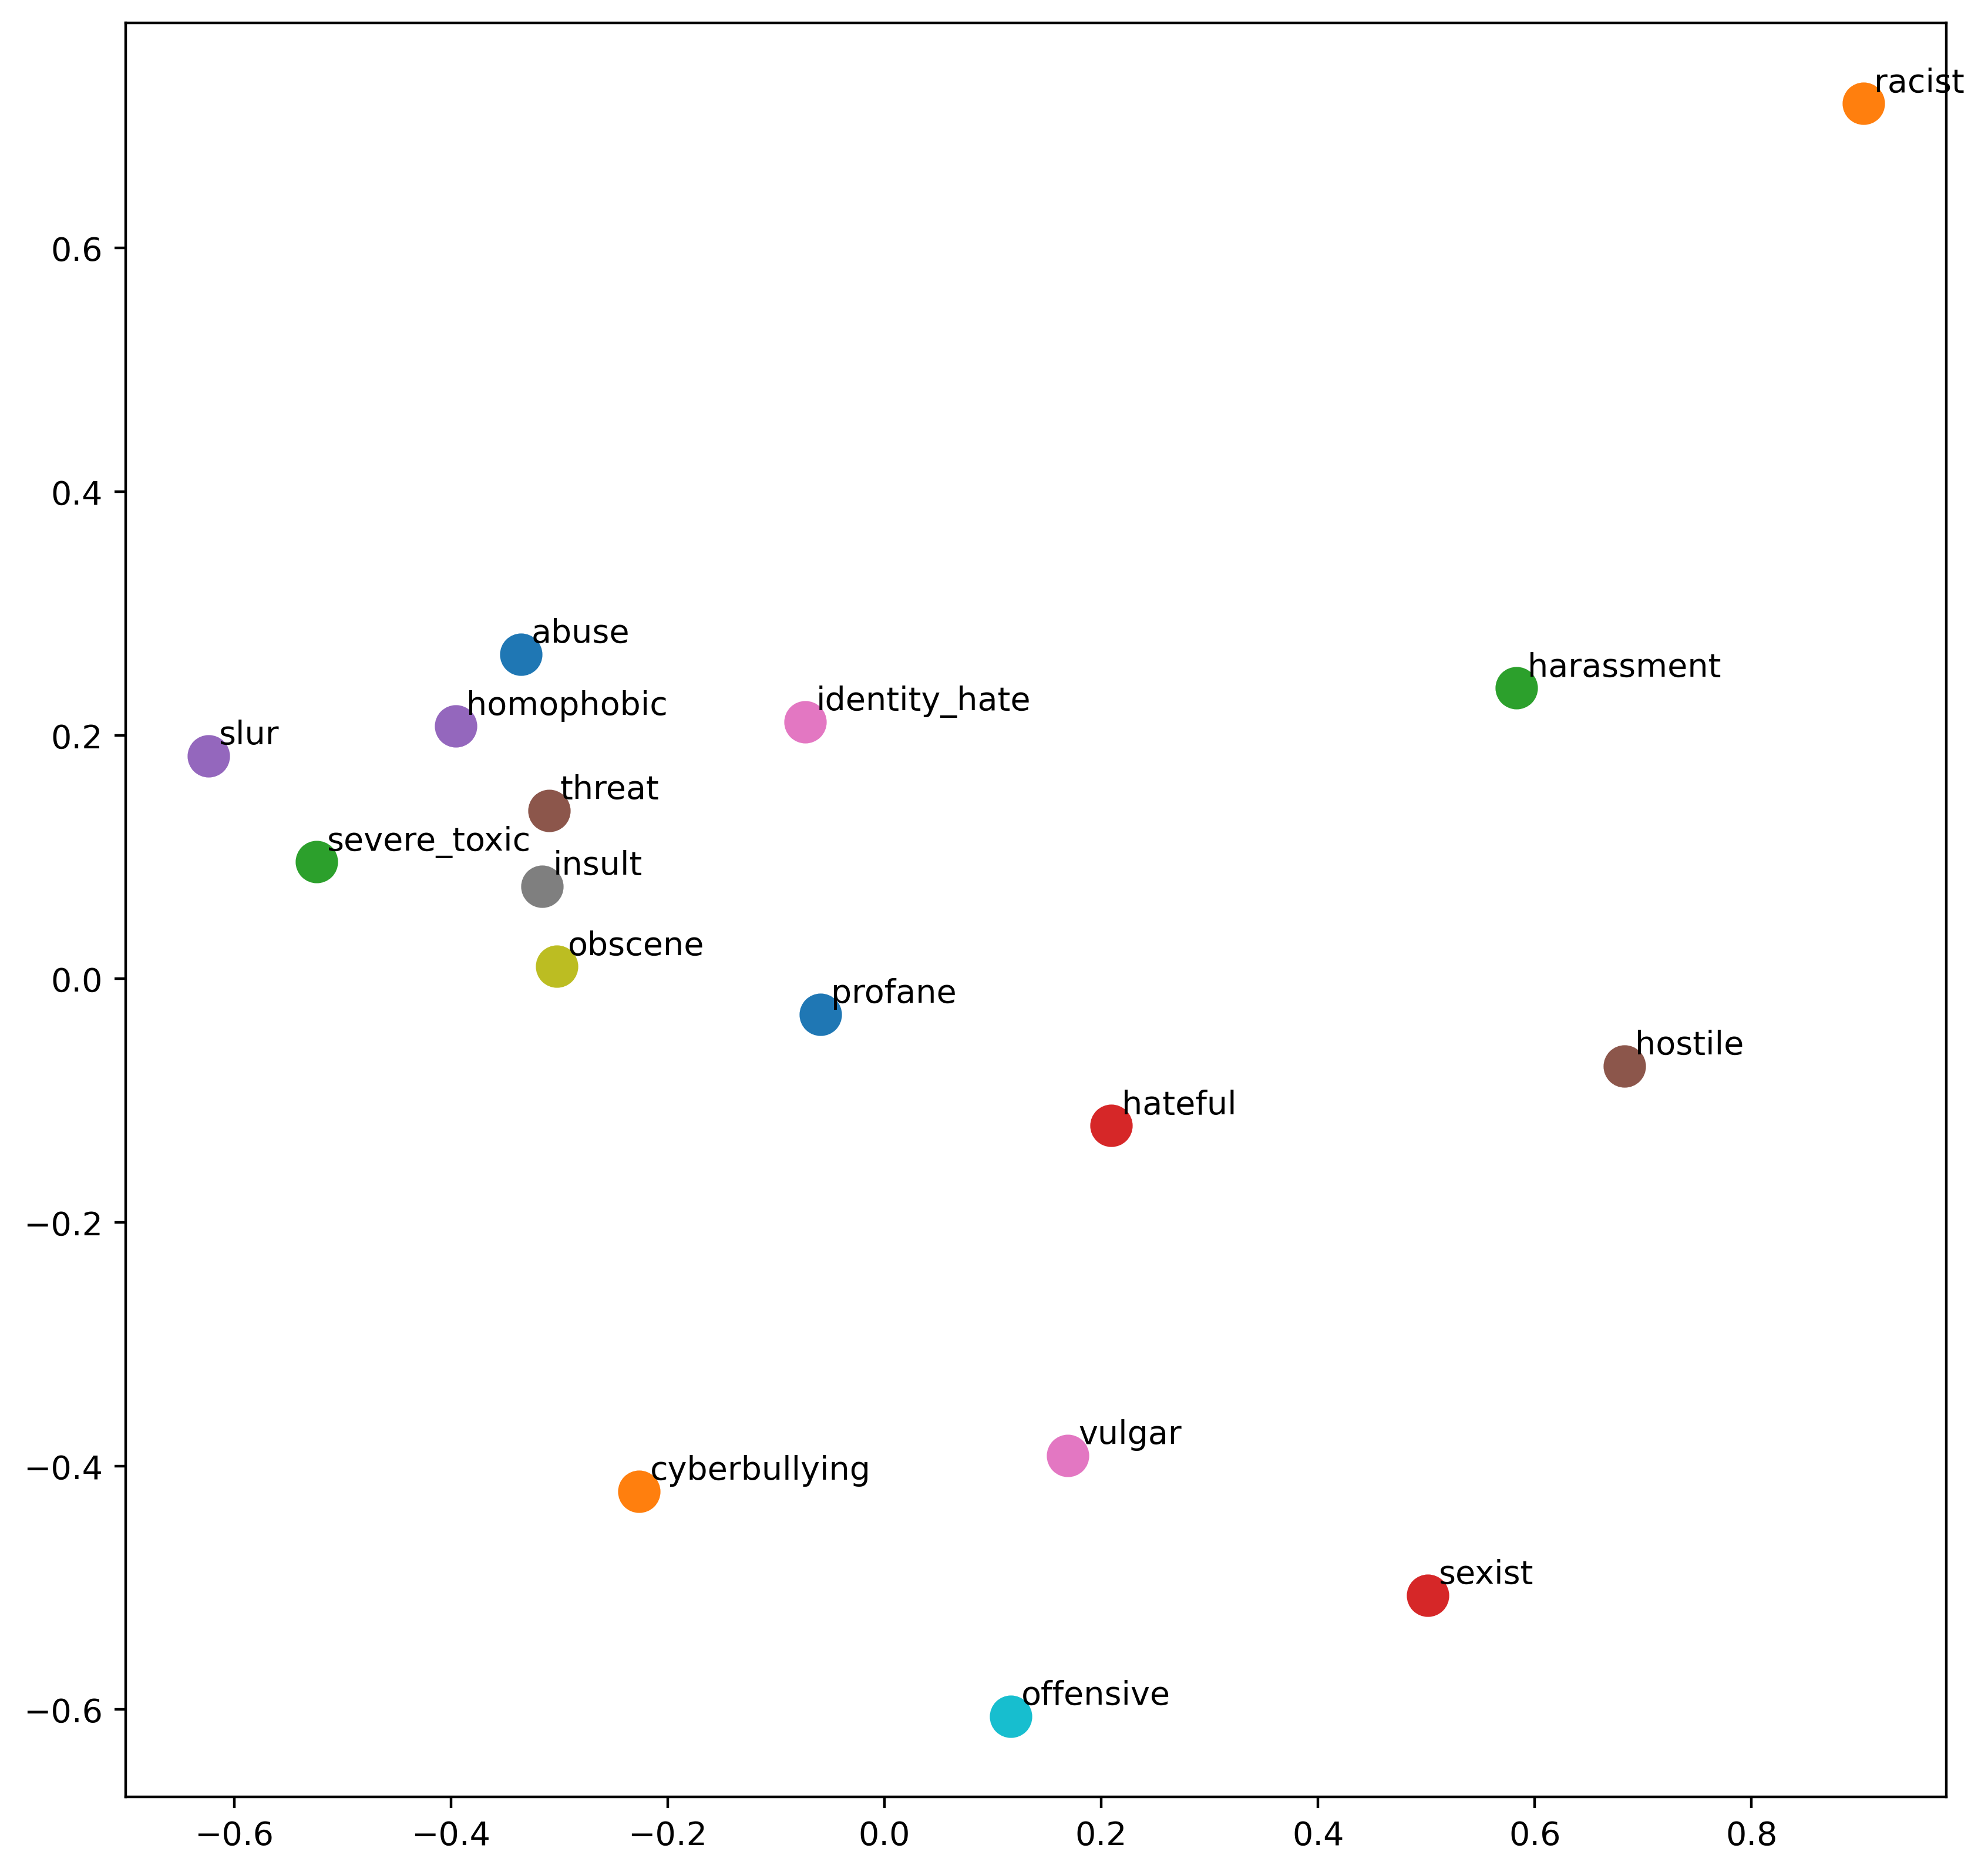 racist
0.6
0.4
abuse
harassment
identity_hate
homophobic
slur
0.2
threat
severe_toxic
insult
obscene
0.0
profane
hostile
hateful
−0.2
vulgar
cyberbullying
−0.4
sexist
offensive
−0.6
−0.6 −0.4 −0.2 0.0 0.2 0.4 0.6 0.8